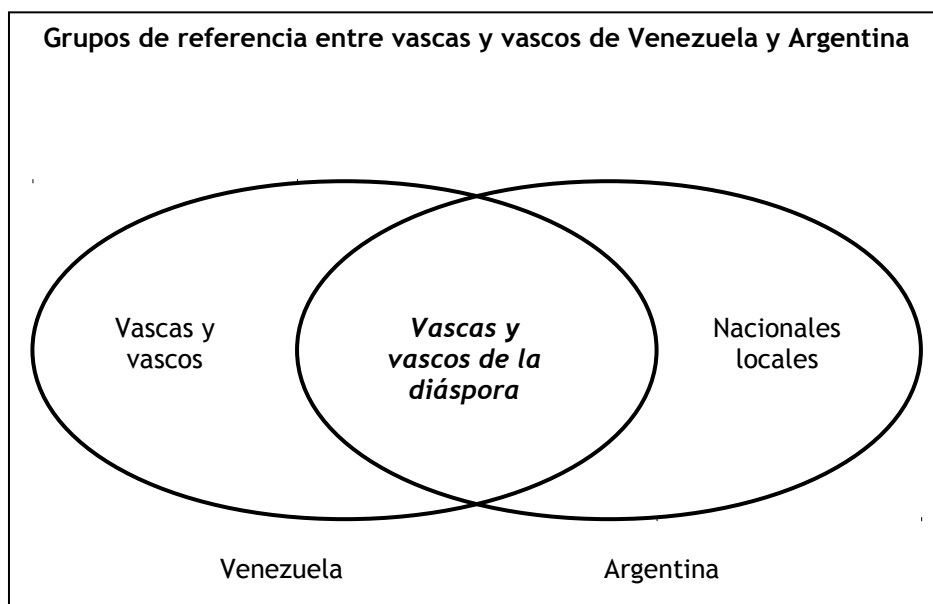 Grupos de referencia entre vascas y vascos de Venezuela y Argentina
Vascas y
vascos
Vascas y
vascos de la
diáspora
Nacionales
locales
Venezuela
Argentina